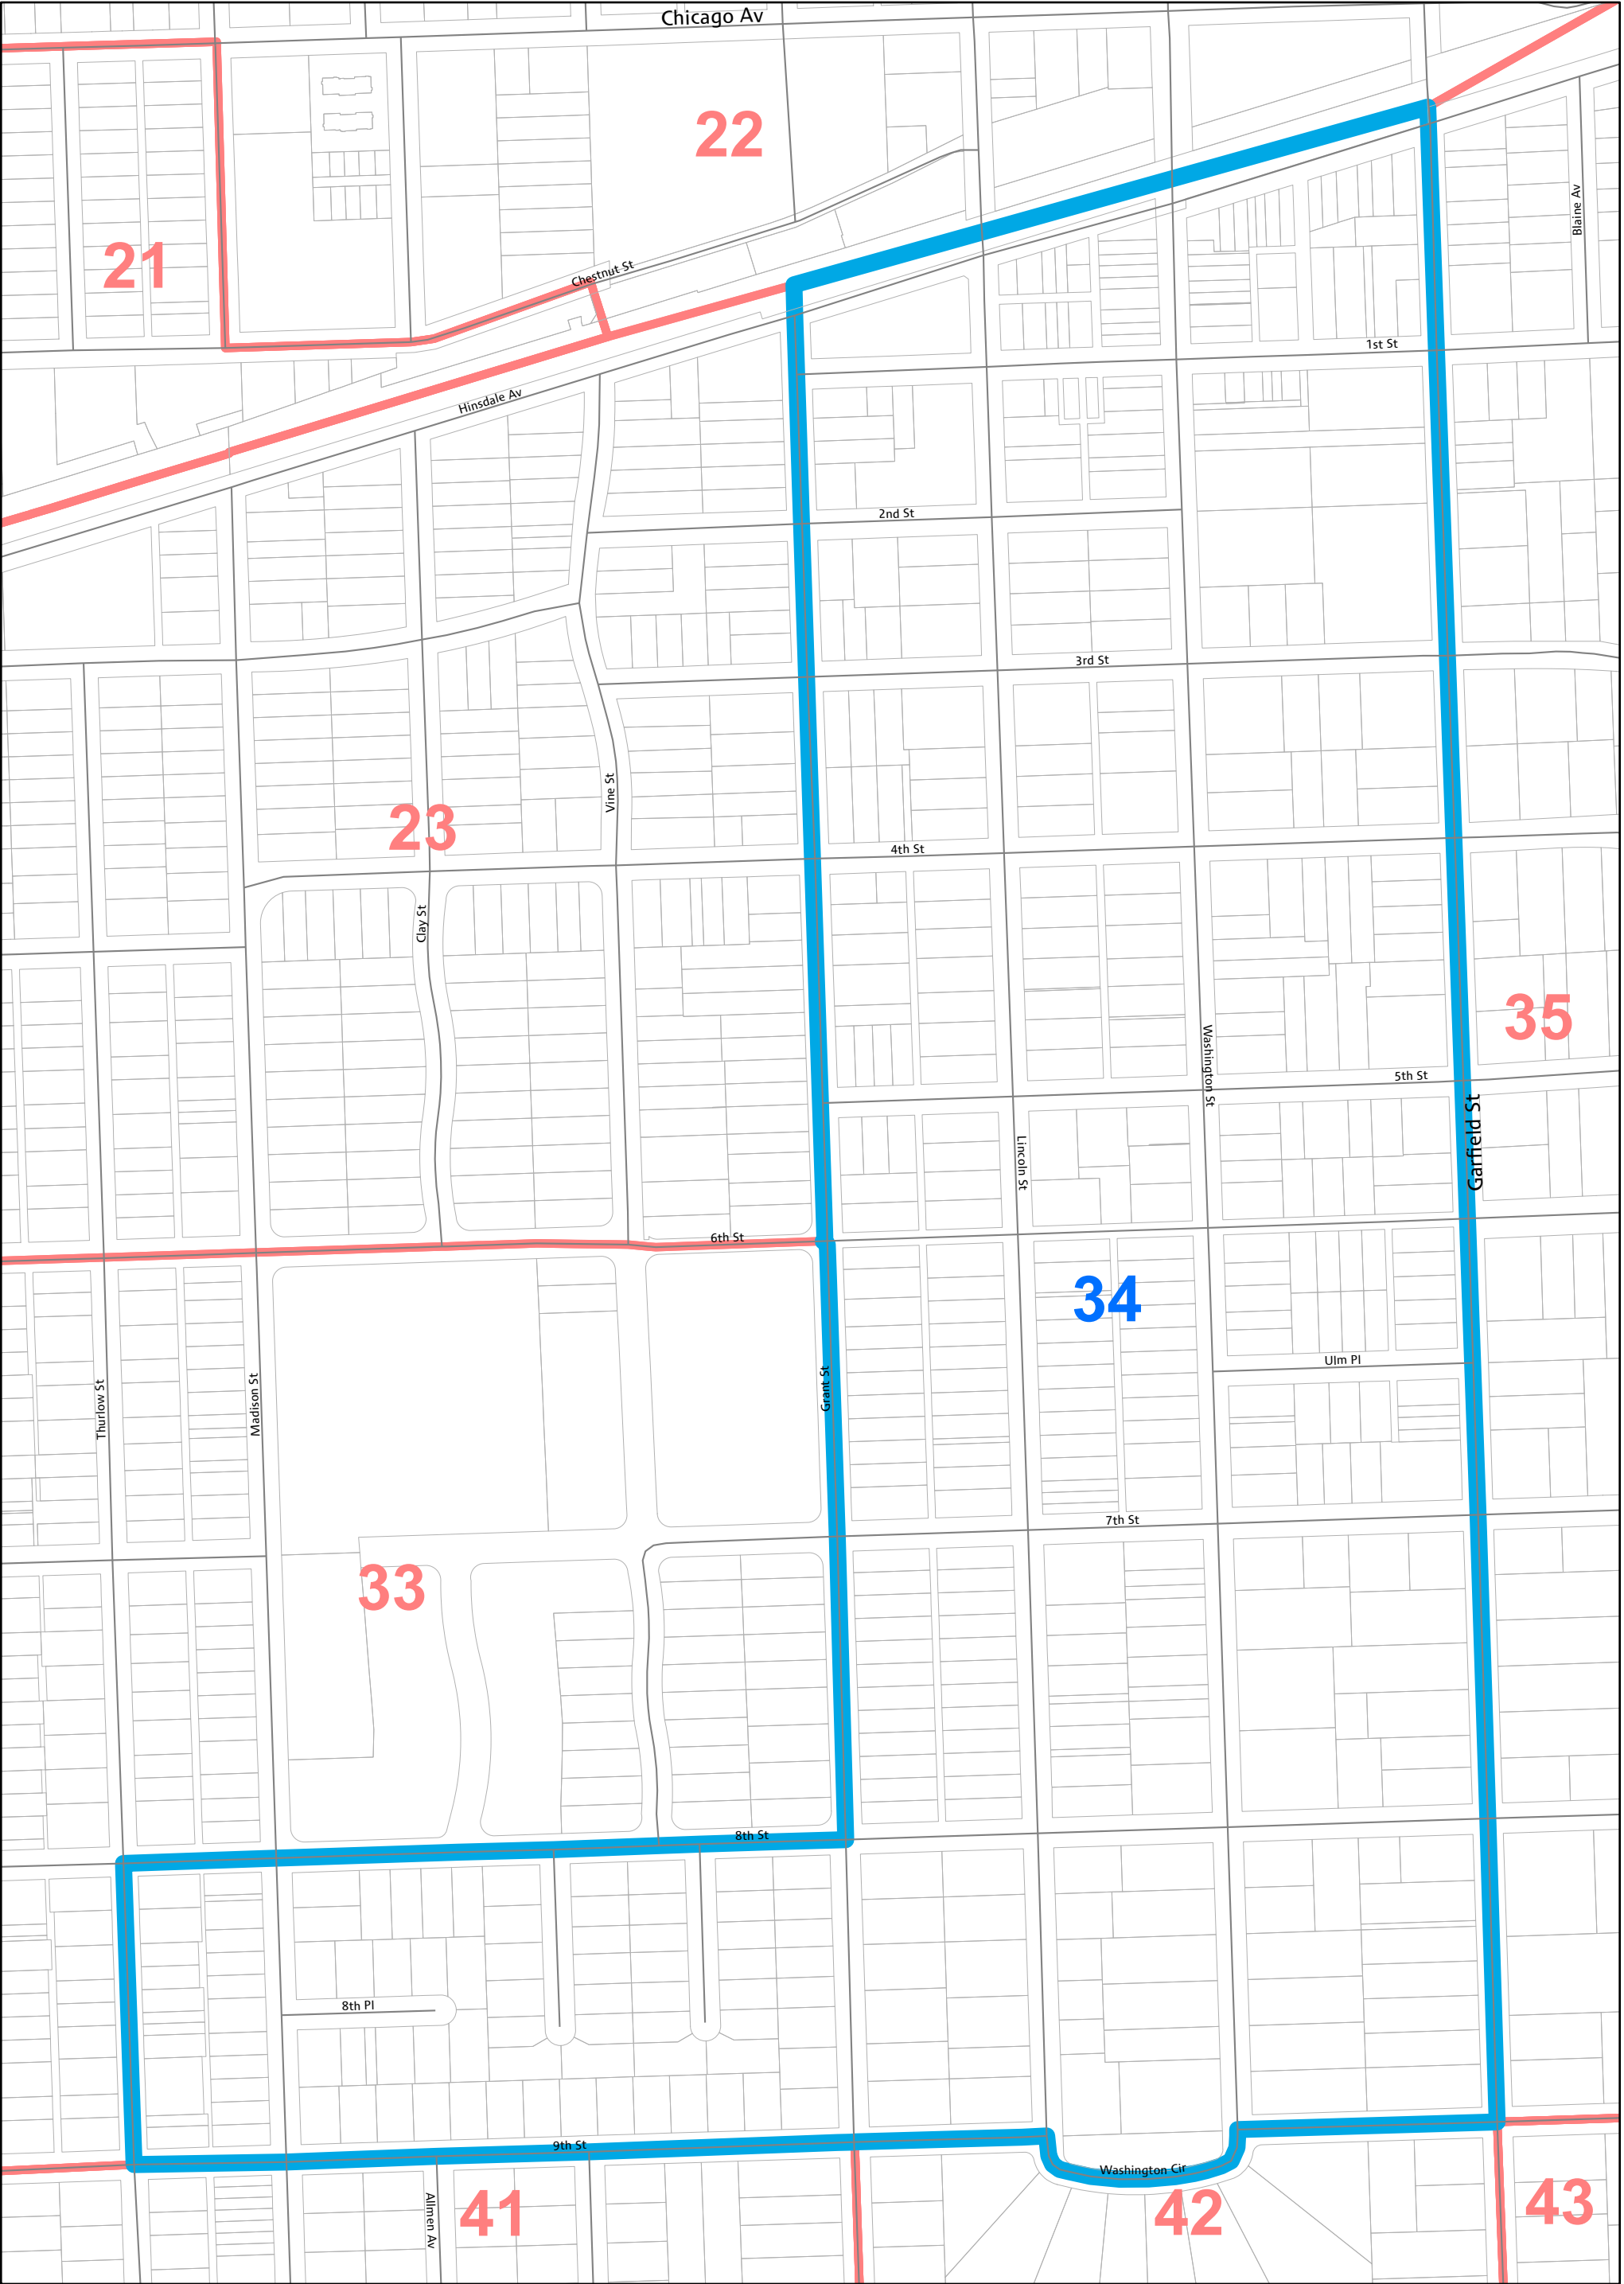 Chicago Av
22
Blaine Av
21
Chestnut St
1st St
Hinsdale Av
2nd St
3rd St
Vine St
23
4th St
Clay St
35
Washington St
5th St
Garfield St
Lincoln St
6th St
34
Ulm Pl
Grant St
Thurlow St
Madison St
7th St
33
8th St
8th Pl
9th St
Washington Cir
Allmen Av
41
42
43